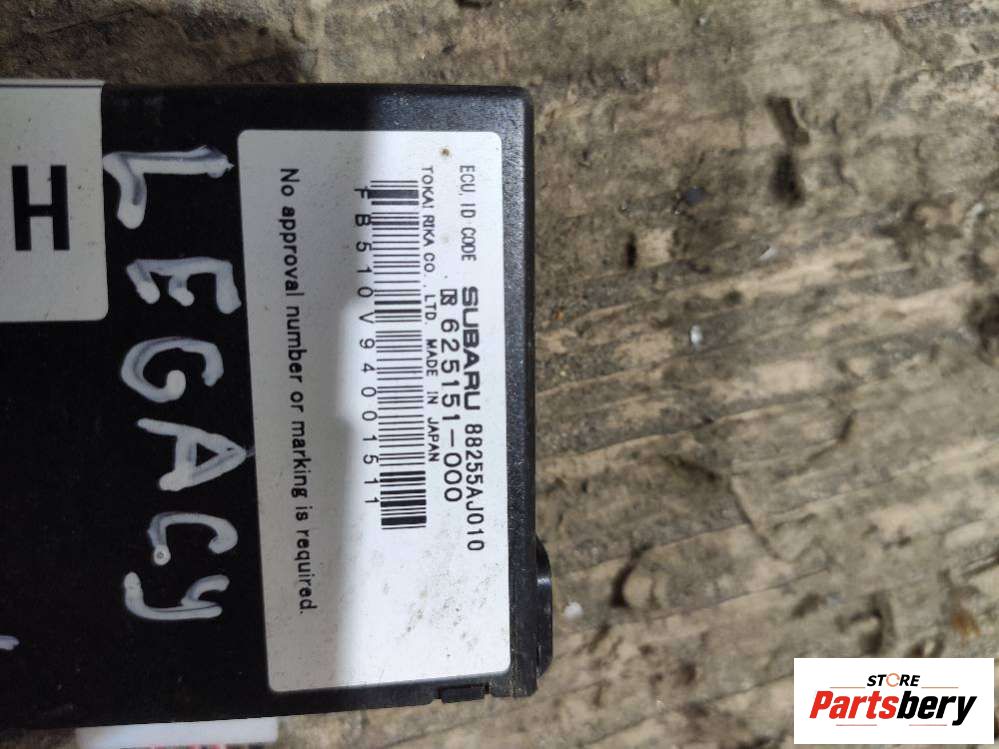 ECU, ID CODE SUBARU 88255AJ010
R 625151-000
TOKAI RIKA CO., LTD. MADE IN JAPAN
FB510V94001511
No approval number or marking is required.
LEGACY
H
STORE
Partsbery